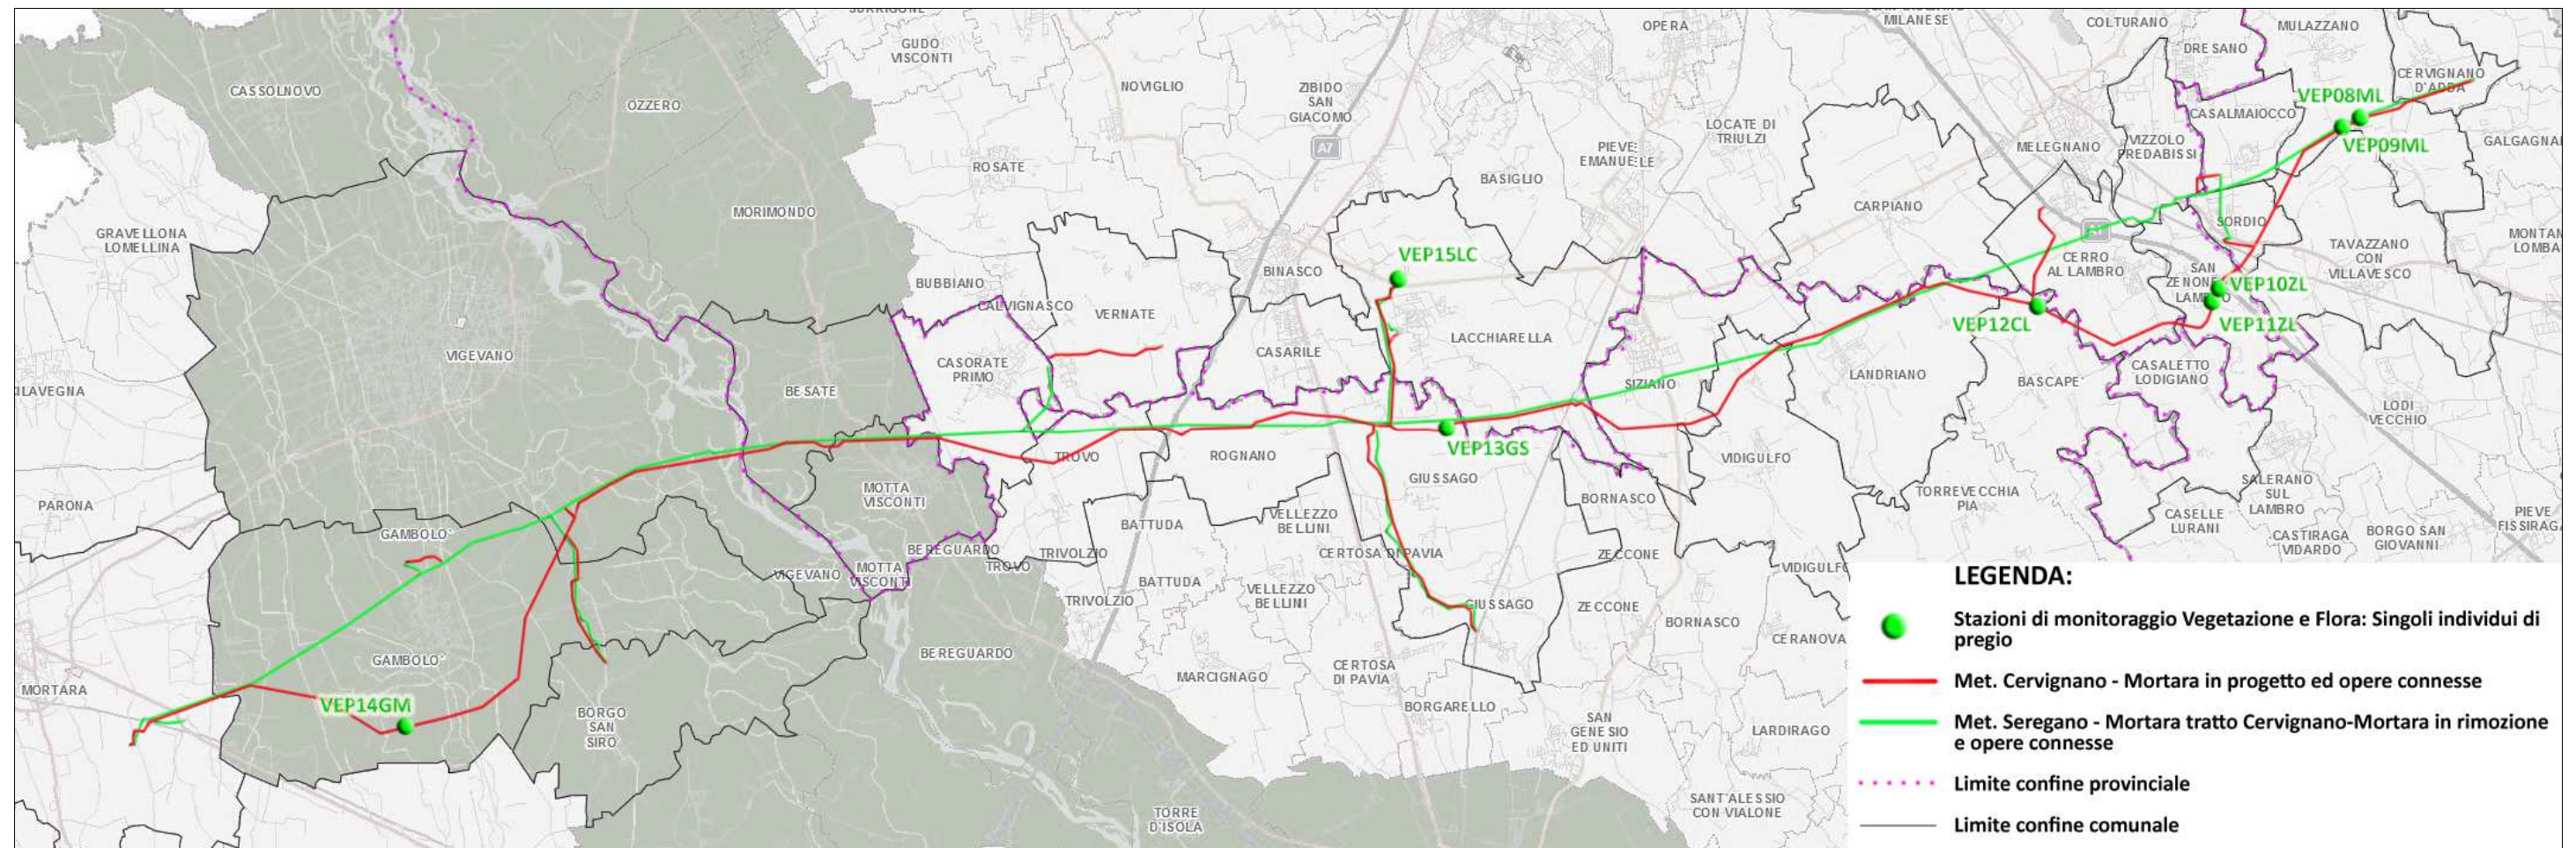 MILANESE
COLTURANO
MULAZZANO
OPERA
GUDO
VISCONTI
DRESANO
CERVIGNANO
D'ADDA
CASSOLNOVO
OZZERO
NOVIGLIO
ZIBIDO
SAN
GIACOMO
VEP08ML
CASALMAIOCCO
LOCATE DI
TRIULZI
A7
PIEVE
EMANUELE
MELEGNANO
VIZZOLO
PREDABISSI
VEP09ML
ROSATE
BASIGLIO
MORIMONDO
CARPIANO
GRAVELLONA
LOMELLINA
SORDIO
TAVAZZANO
CON
VILLAVESCO
VEP15LC
BINASCO
BUBBIANO
CERRO
AL LAMBRO
SAN
ZENONE
LAMBRO
VEP10ZL
CALVIGNASCO
VERNATE
VEP12CL
VEP11ZL
LACCHIARELLA
VIGEVANO
CASORATE
PRIMO
CASARILE
BESATE
SIZIANO
LANDRIANO
BASCAPE'
CASALETTO
LODIGIANO
LODI
VECCHIO
VEP13GS
TROVO
ROGNANO
VIDIGULFO
GIUSSAGO
MOTTA
VISCONTI
PARONA
BORNASCO
TORREVECCHIA
PIA
SALERANO
SUL
LAMBRO
GAMBOLO'
BATTUDA
VELLEZZO
BELLINI
CASELLE
LURANI
CASTIRAGA
VIDARDO
BORGO SAN
GIOVANNI
PIEVE
BEREGUARDO
TROVO
TRIVOLZIO
CERTOSA DI PAVIA
ZECCONE
VIGEVANO
MOTTA
VISCONTI
BATTUDA
VELLEZZO
BELLINI
TRIVOLZIO
GIUSSAGO
ZECCONE
BORNASCO
CERANOVA
GAMBOLO'
BEREGUARDO
MORTARA
MARCIGNAGO
CERTOSA
DI PAVIA
VEP14GM
BORGO
SAN
SIRO
BORGARELLO
SAN
GENESIO
ED UNITI
LARDIRAGO
TORRE
D'ISOLA
SANT'ALESSIO
CON VIALONE
LEGENDA:
Stazioni di monitoraggio Vegetazione e Flora: Singoli individui di
pregio
Met. Cervignano - Mortara in progetto ed opere connesse
Met. Seregano - Mortara tratto Cervignano-Mortara in rimozione
e opere connesse
Limite confine provinciale
Limite confine comunale